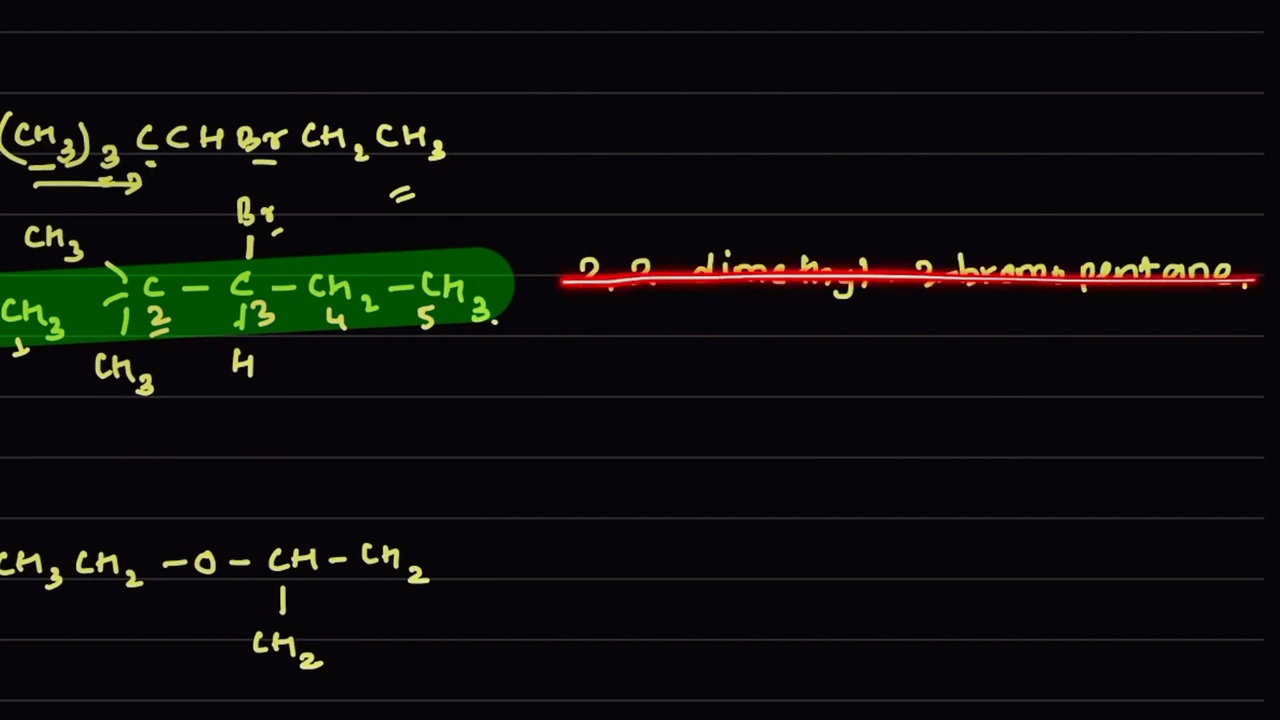 (CH₃)₃ C CH Br CH₂ CH₃
Br
CH₃
C – C – CH₂ – CH₃.
CH₃ 2 3 4 5
1
CH₃ H
2,2 dimethyl - 3-bromo pentane.
CH₃ CH₂ – O – CH – CH₂
CH₂